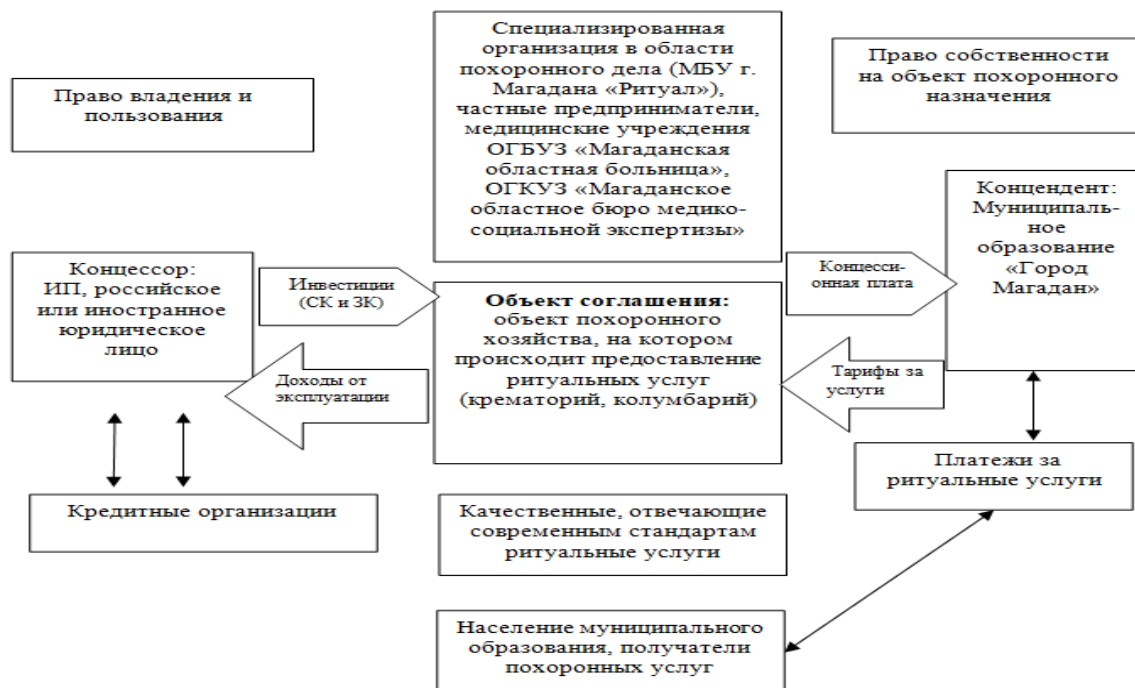 Право владения и
пользования
Специализированная
организация в области
похоронного дела (МБУ г.
Магадана «Ритуал»),
частные предприниматели,
медицинские учреждения
ОГБУЗ «Магаданская
областная больница»,
ОГКУЗ «Магаданское
областное бюро медико-
социальной экспертизы»
Право собственности
на объект похоронного
назначения
Концессор:
ИП, российское
или иностранное
юридическое
лицо
Инвестиции
(СК и ЗК)
Доходы от
эксплуатации
Объект соглашения:
объект похоронного
хозяйства, на котором
происходит предоставление
ритуальных услуг
(крематорий, колумбарий)
Концесси-
онная плата
Тарифы за
услуги
Концендент:
Муниципаль-
ное
образование
«Город
Магадан»
Кредитные организации
Качественные, отвечающие
современным стандартам
ритуальные услуги
Платежи за
ритуальные услуги
Население муниципального
образования, получатели
похоронных услуг